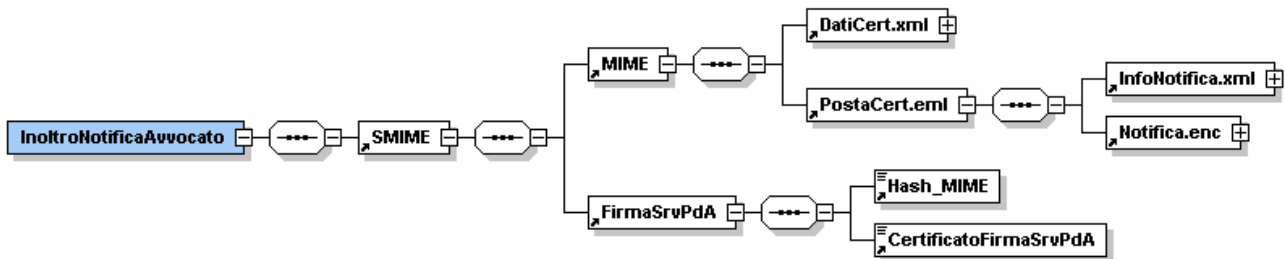 DatiCert.xml
MIME
InfoNotifica.xml
PostaCert.eml
InoltroNotificaAvvocato
SMIME
Notifica.enc
Hash_MIME
FirmaSrvPdA
CertificatoFirmaSrvPdA